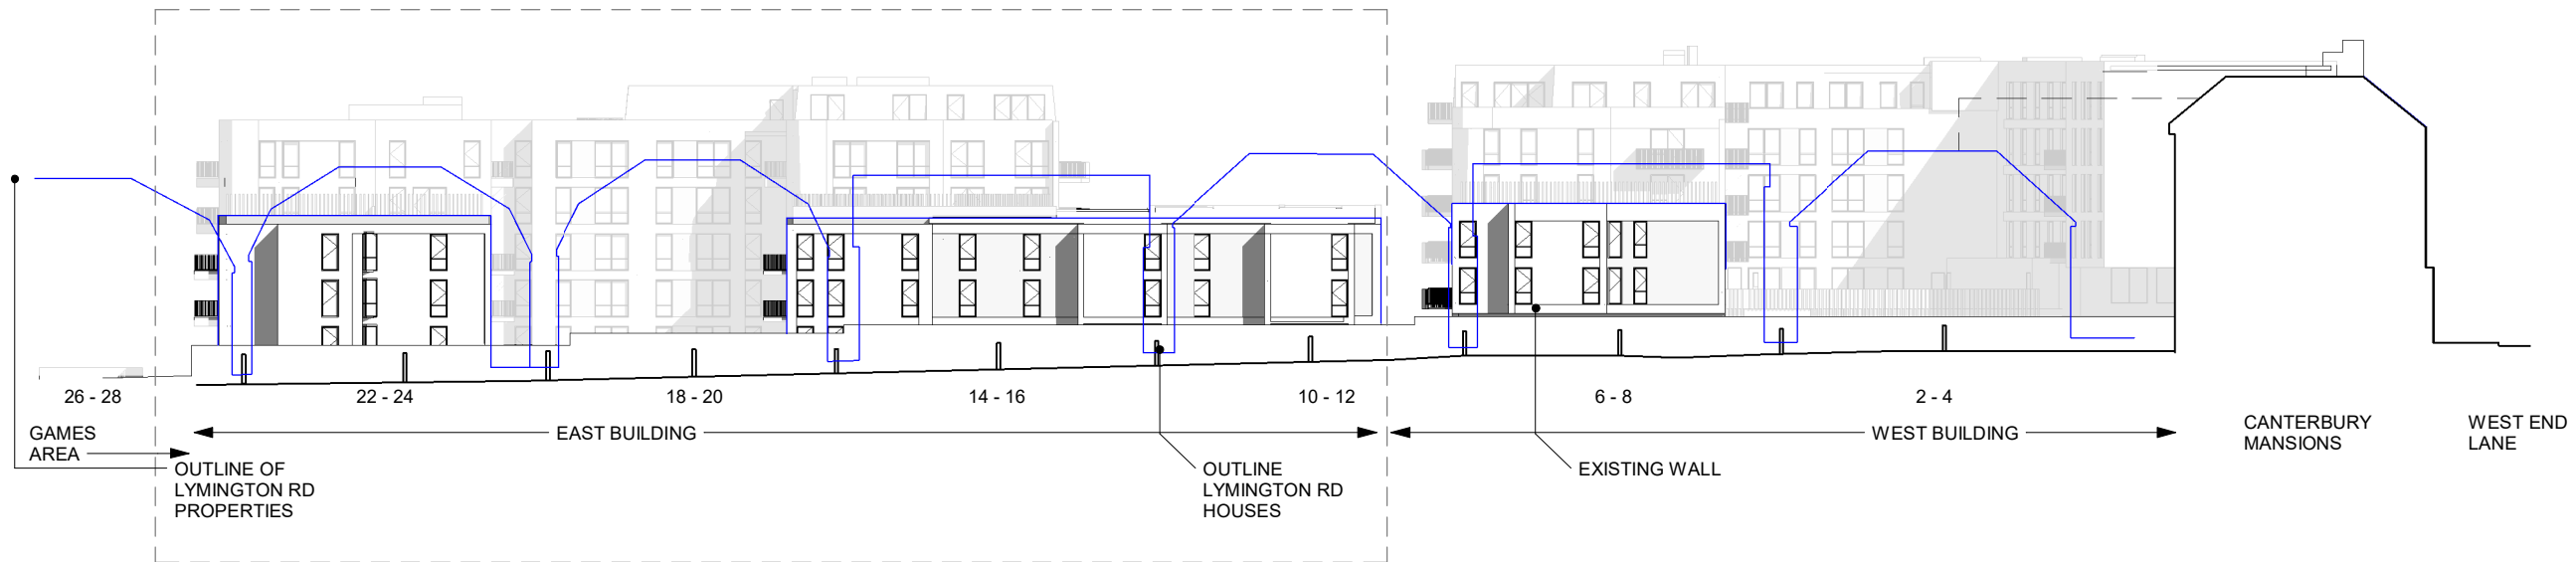 26 - 28
22 - 24
18 - 20
14 - 16
10 - 12
6 - 8
2 - 4
GAMES
AREA
EAST BUILDING
WEST BUILDING
CANTERBURY
MANSIONS
WEST END
LANE
OUTLINE OF
LYMINGTON RD
PROPERTIES
OUTLINE
LYMINGTON RD
HOUSES
EXISTING WALL